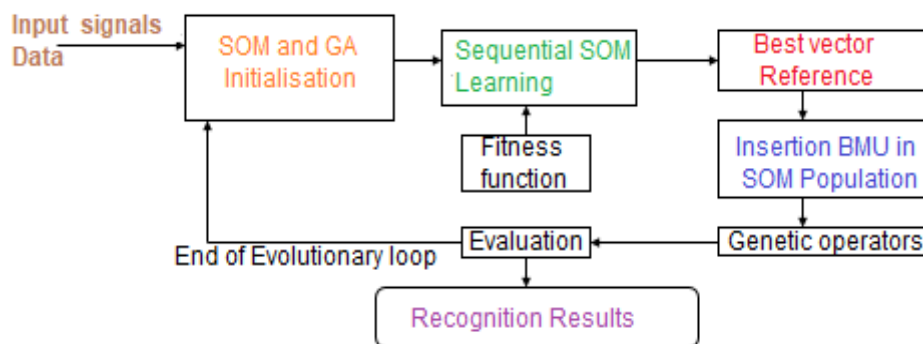 Input signals
Data
SOM and GA
Initialisation
Sequential SOM
Learning
Best vector
Reference
Fitness
function
Insertion BMU in
SOM Population
End of Evolutionary loop
Evaluation
Genetic operators
Recognition Results